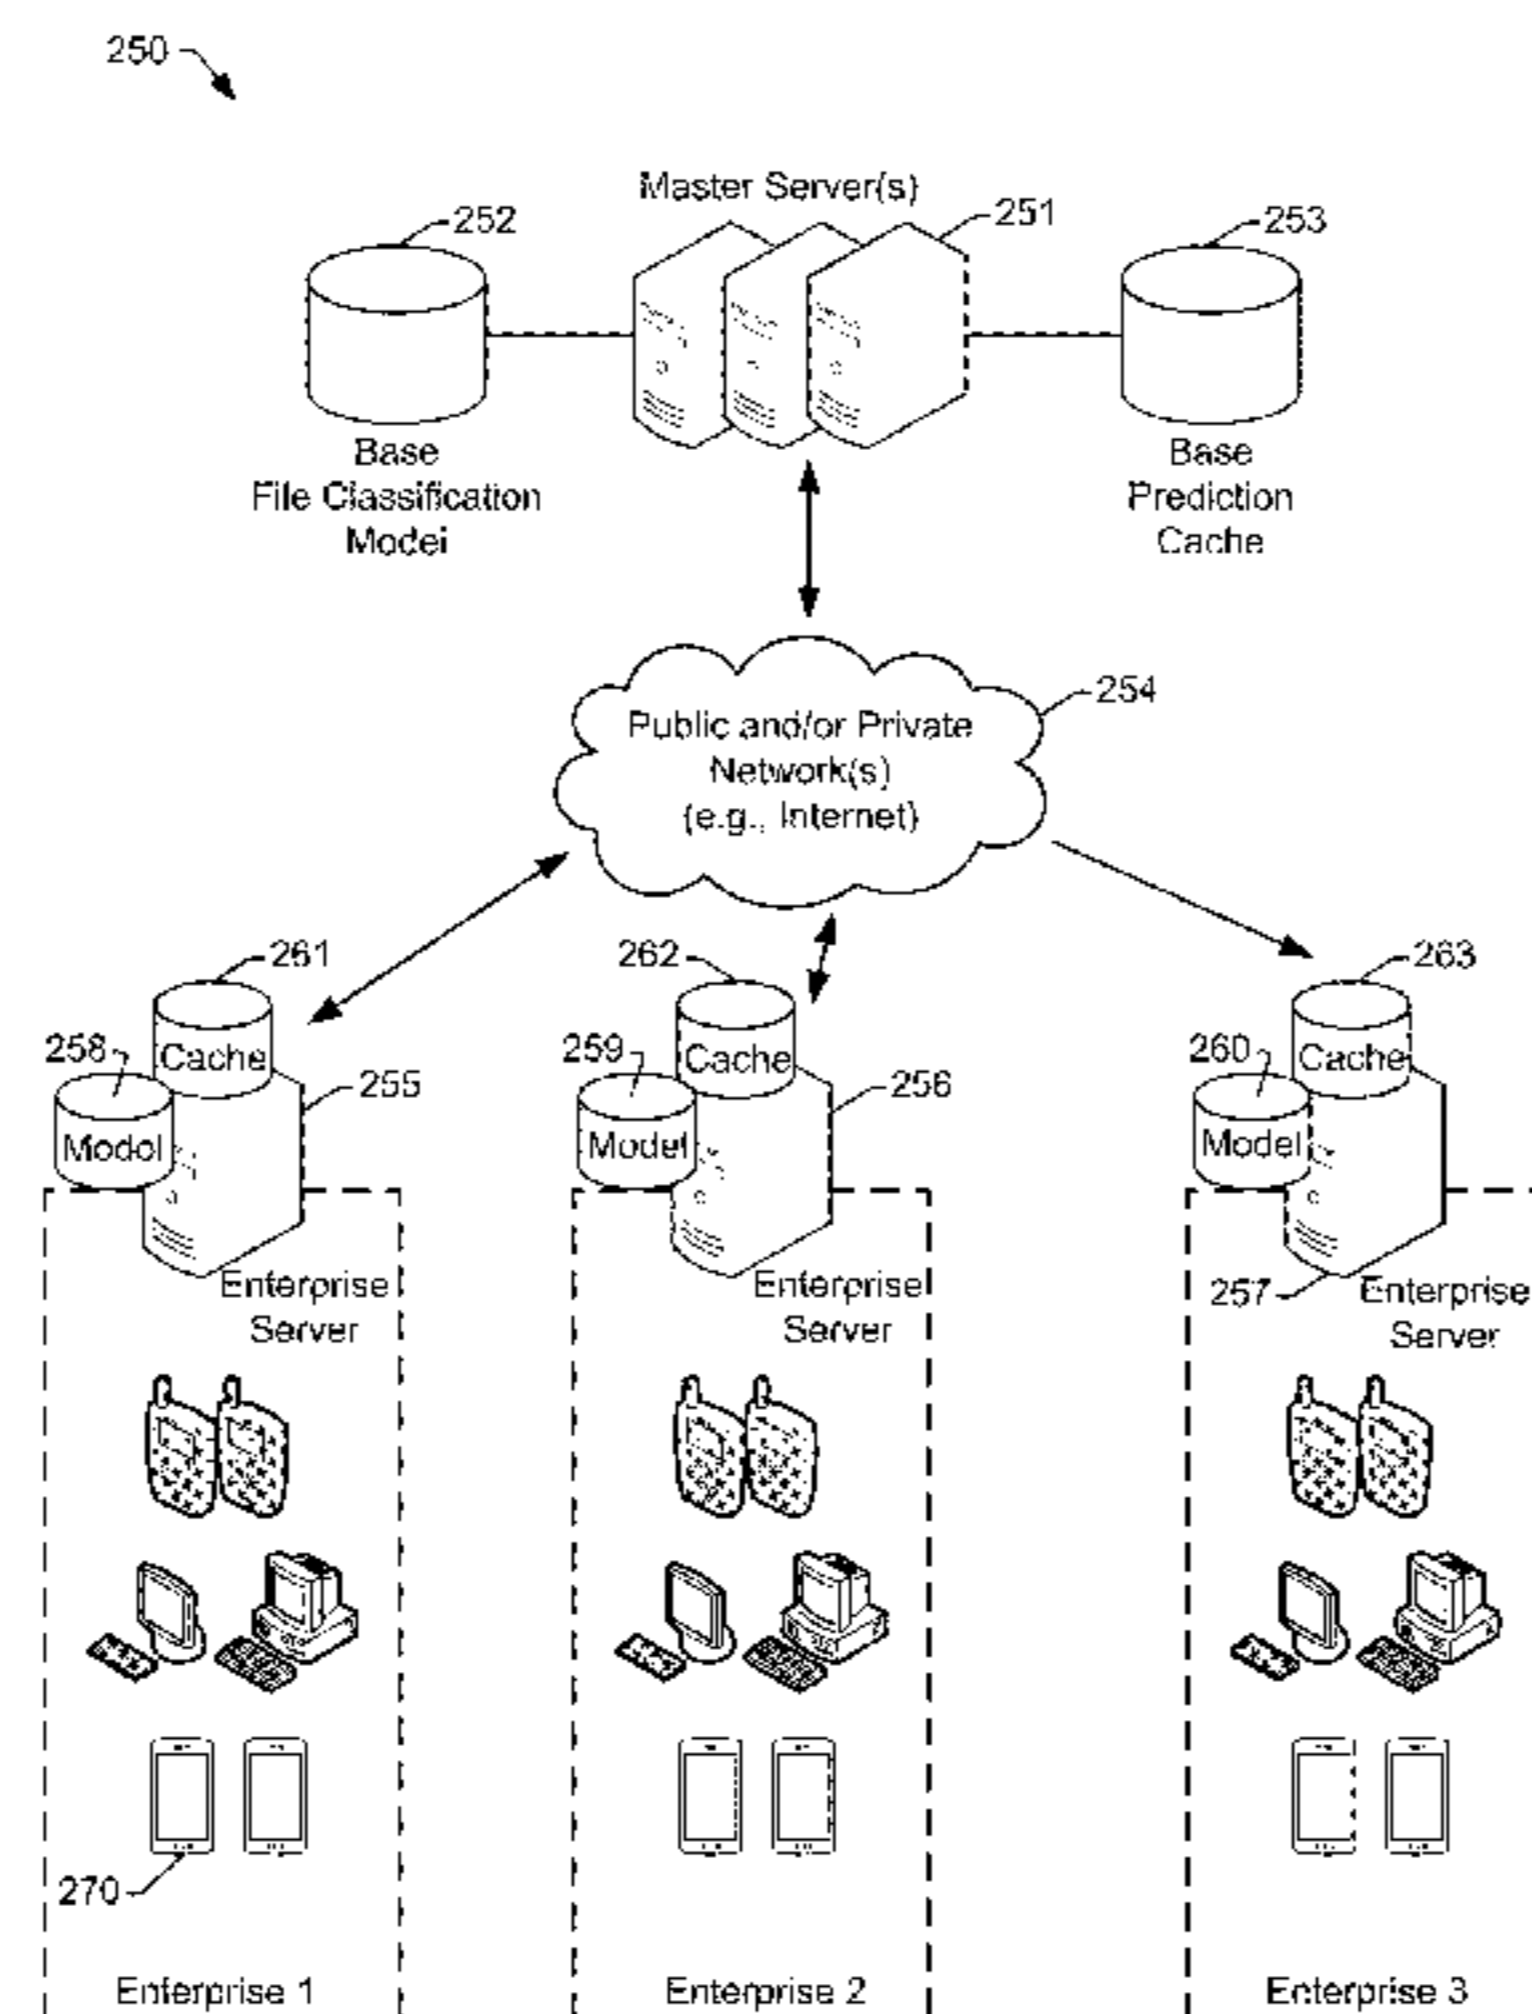 250
Master Server(s)
252
251
253
Base
File Classification
Model
Base
Prediction
Cache
254
Public and/or Private
Network(s)
(e.g., Internet)
261
262
263
258
Cache
259
Cache
260
Cache
255
256
Model
Model
Model
257
Enterprise
Server
Enterprise
Server
Enterprise
Server
270
Enterprise 1
Enterprise 2
Enterprise 3